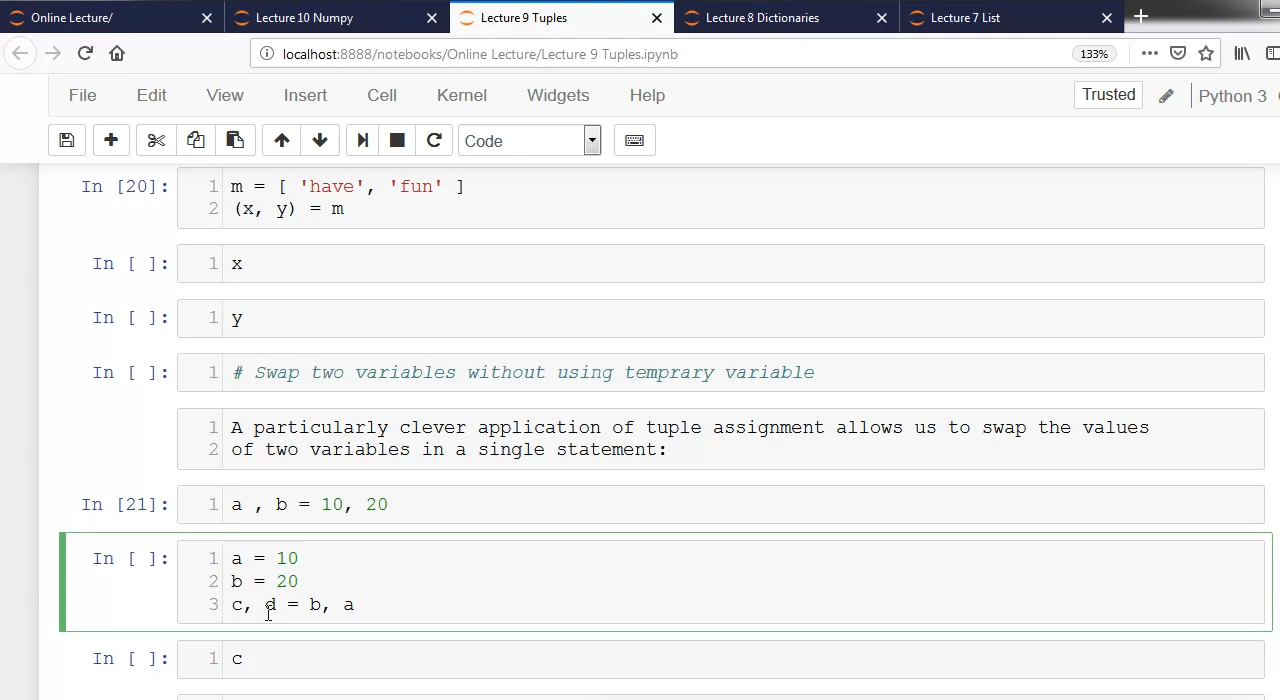 Online Lecture/
Lecture 10 Numpy
Lecture 9 Tuples
Lecture 8 Dictionaries
Lecture 7 List
localhost:8888/notebooks/Online Lecture/Lecture 9 Tuples.ipynb
133%
File Edit View Insert Cell Kernel Widgets Help
Trusted
Python 3
Code
In [20]:
1 m = [ 'have', 'fun' ]
2 (x, y) = m
In [ ]:
1 x
In [ ]:
1 y
In [ ]:
1 # Swap two variables without using temprary variable
1 A particularly clever application of tuple assignment allows us to swap the values
2 of two variables in a single statement:
In [21]:
1 a , b = 10, 20
In [ ]:
1 a = 10
2 b = 20
3 c, d = b, a
In [ ]:
1 c